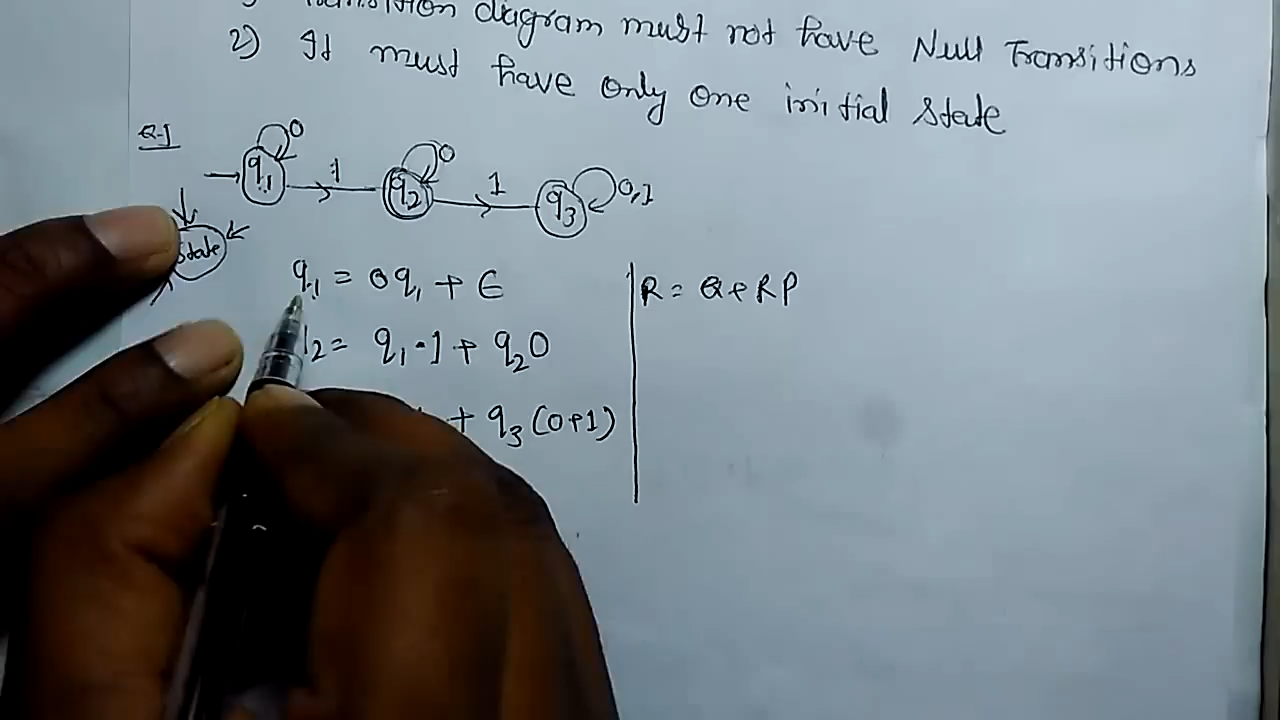 Transition diagram must not have Null Transitions
2) It must have only one initial state
Q-1
q1 0 1 q2 0 1 q3 0,1
State
q1 = 0q1 + ε
2 = q1·1 + q20
+ q3(0+1)
R = Q+RP